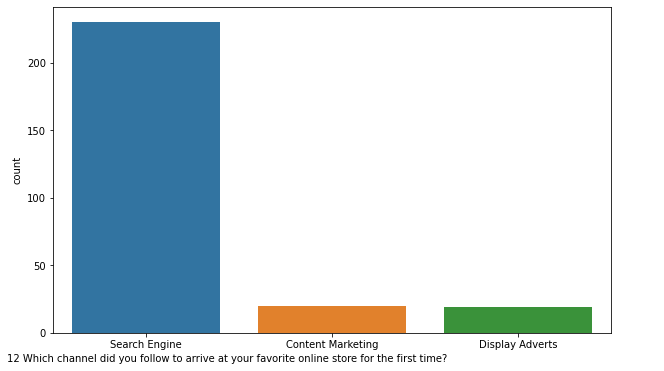 200
150
100
50
0
count
Search Engine Content Marketing Display Adverts
12 Which channel did you follow to arrive at your favorite online store for the first time?